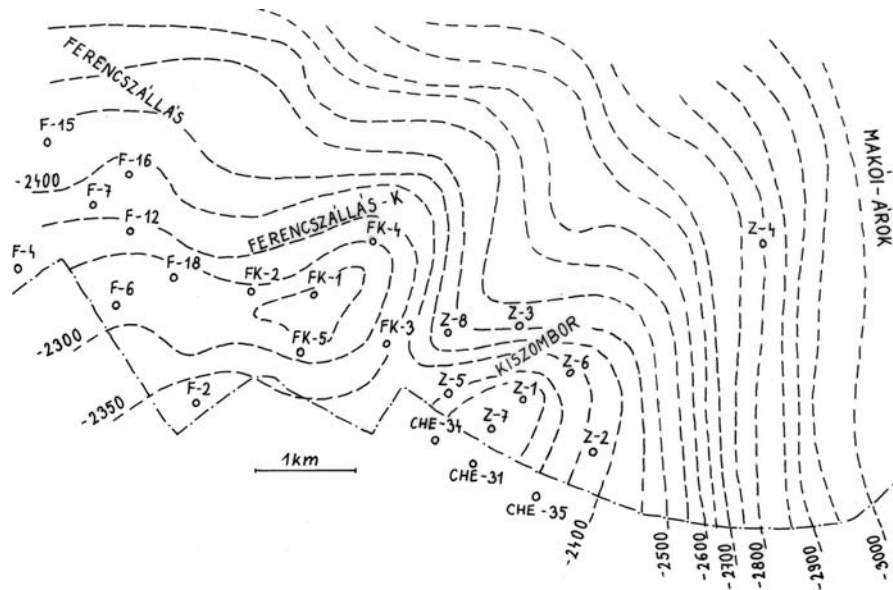 FERENCSZÁLLÁS
F-15
F-16
-2400
F-7
F-12
FERENCSZÁLLÁS-K
FK-4
Z-4
MAKÓI-ÁROK
F-4
F-18
FK-2
FK-1
F-6
-2300
FK-5
FK-3
Z-8
Z-3
KISZOMBOR
Z-6
F-2
-2350
Z-5
Z-1
Z-7
Z-2
CHE-34
CHE-31
CHE-35
1km
-2400
-2500
-2600
-2700
-2800
-2900
-3000